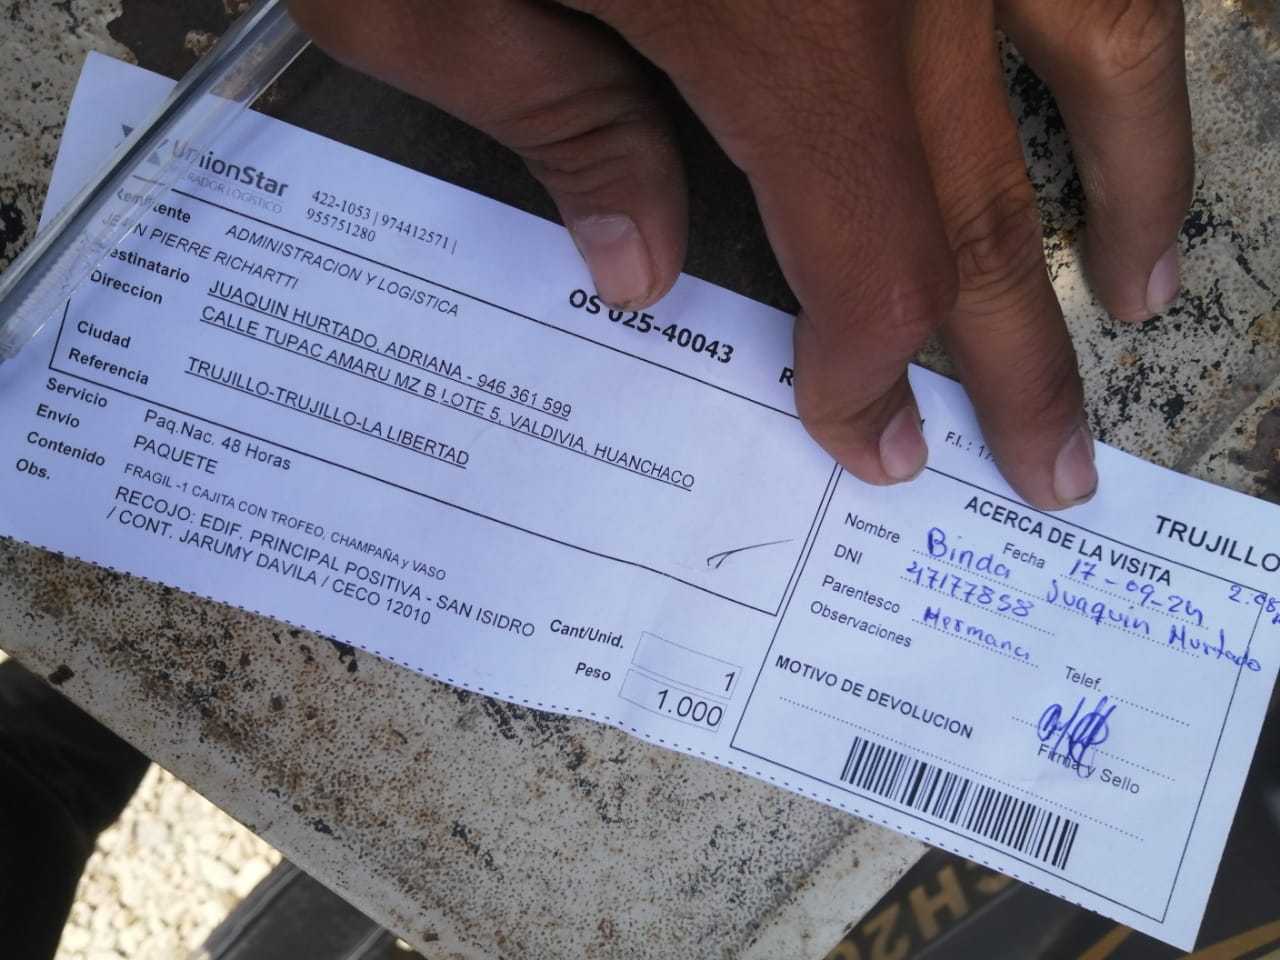 UnionStar
RADOR LOGISTICO
422-1053 | 974412571 |
955751280
OS 025-40043
F.I. :
TRUJILLO
Remitente ADMINISTRACION Y LOGISTICA
JEAN PIERRE RICHARTTI
Destinatario JUAQUIN HURTADO, ADRIANA - 946 361 599
Direccion CALLE TUPAC AMARU MZ B LOTE 5, VALDIVIA, HUANCHACO
Ciudad TRUJILLO-TRUJILLO-LA LIBERTAD
Referencia
Servicio Paq.Nac. 48 Horas
Envío PAQUETE
Contenido FRAGIL -1 CAJITA CON TROFEO, CHAMPAÑA y VASO
Obs. RECOJO: EDIF. PRINCIPAL POSITIVA - SAN ISIDRO
/ CONT. JARUMY DAVILA / CECO 12010
Cant/Unid. 1
Peso 1.000
ACERCA DE LA VISITA
Fecha 17-09-24
Nombre Binda Juaquin Hurtado
DNI 47177858
Parentesco Hermana
Observaciones
Telef.
MOTIVO DE DEVOLUCION
Firma y Sello